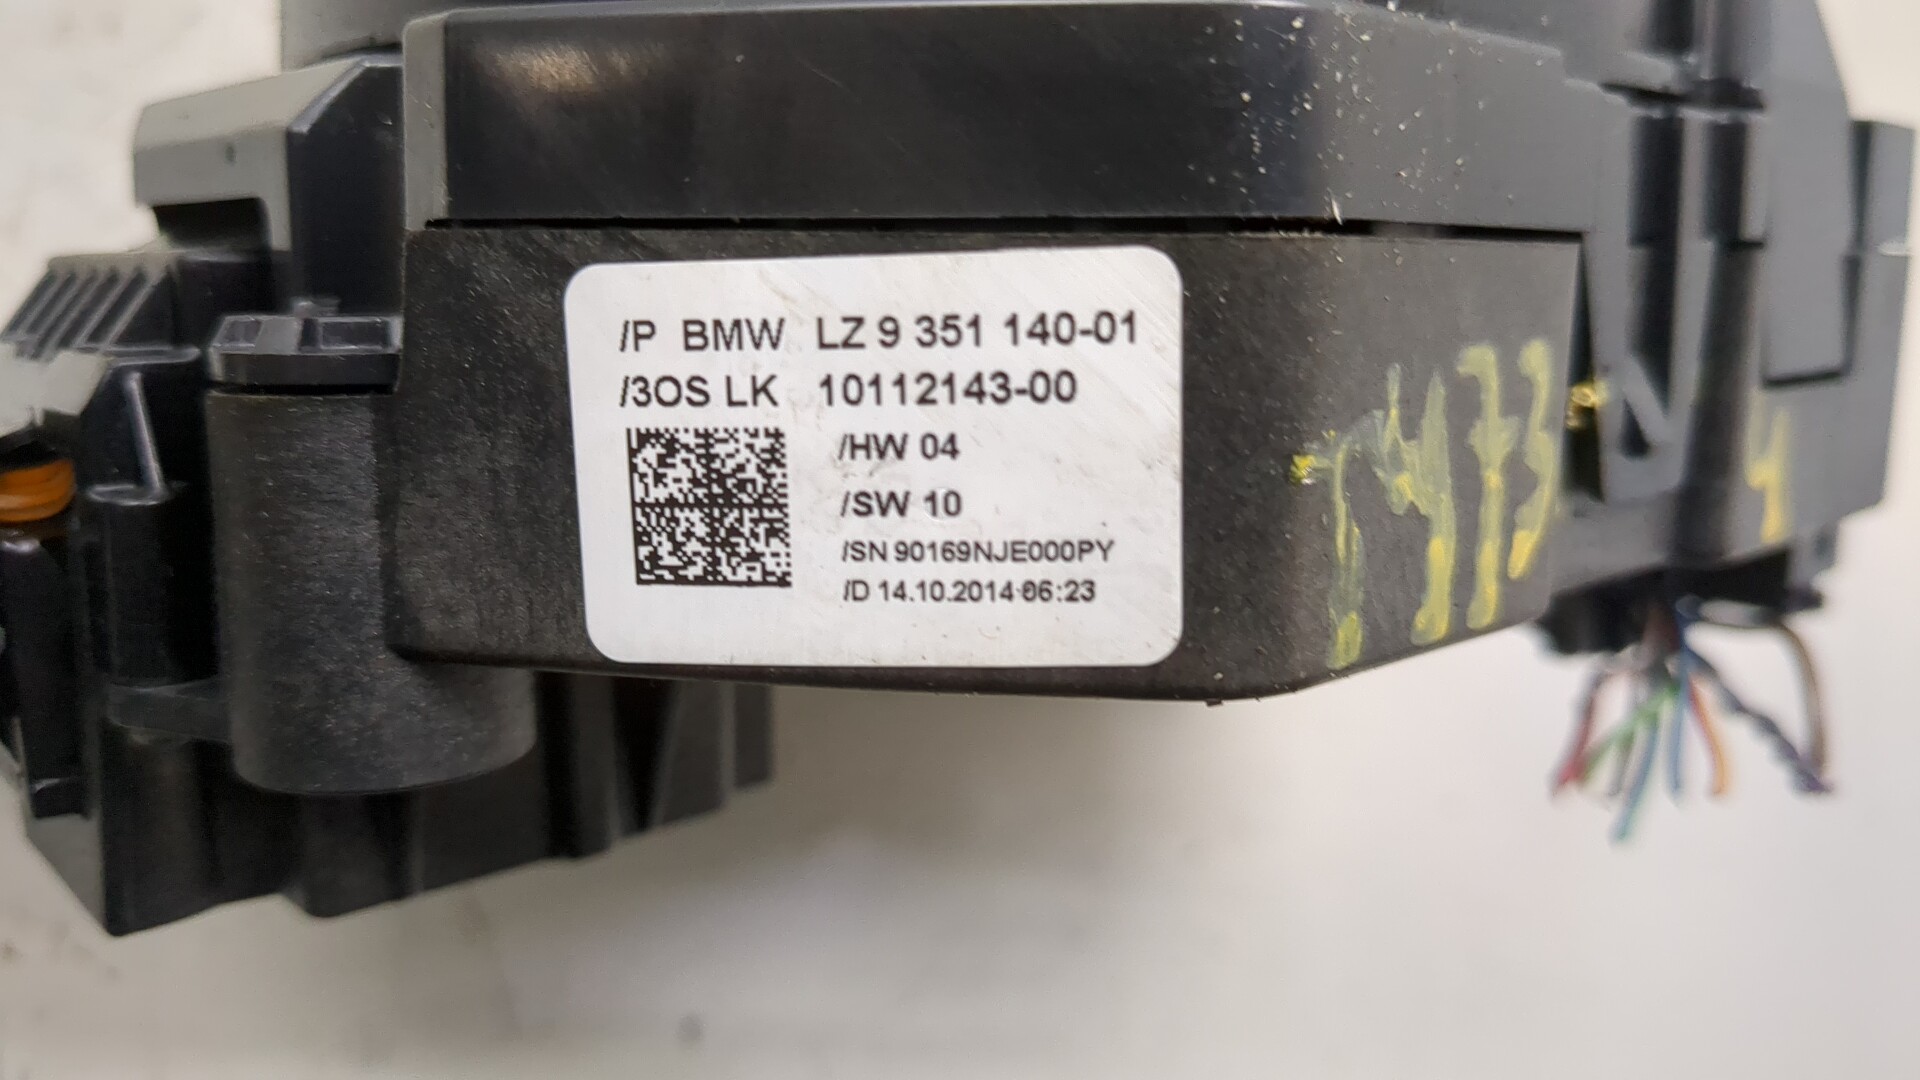 /P BMW LZ 9 351 140-01
/3OS LK 10112143-00
/HW 04
/SW 10
/SN 90169NJE000PY
/D 14.10.2014 06:23
4